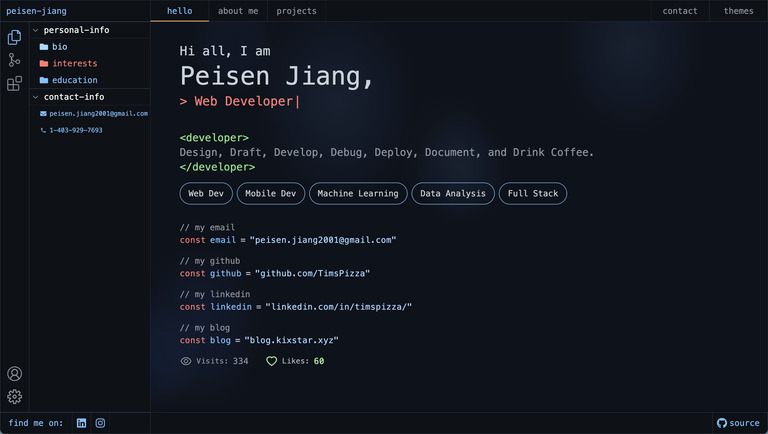 peisen-jiang
hello
about me
projects
contact
themes
personal-info
bio
interests
education
contact-info
peisen.jiang2001@gmail.com
1-403-929-7693
Hi all, I am
Peisen Jiang,
> Web Developer|
<developer>
Design, Draft, Develop, Debug, Deploy, Document, and Drink Coffee.
</developer>
Web Dev
Mobile Dev
Machine Learning
Data Analysis
Full Stack
// my email
const email = "peisen.jiang2001@gmail.com"
// my github
const github = "github.com/TimsPizza"
// my linkedin
const linkedin = "linkedin.com/in/timspizza/"
// my blog
const blog = "blog.kixstar.xyz"
Visits: 334
Likes: 60
find me on:
source